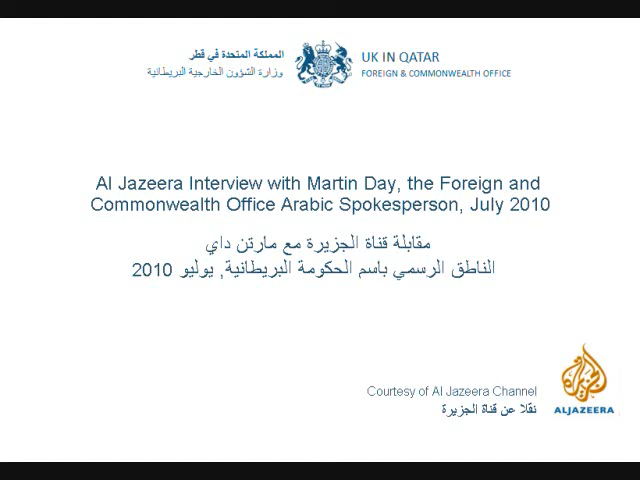 المملكة المتحدة في قطر
وزارة الشؤون الخارجية البريطانية
UK IN QATAR
FOREIGN & COMMONWEALTH OFFICE
Al Jazeera Interview with Martin Day, the Foreign and
Commonwealth Office Arabic Spokesperson, July 2010
مقابلة قناة الجزيرة مع مارتن داي
الناطق الرسمي باسم الحكومة البريطانية, يوليو 2010
Courtesy of Al Jazeera Channel
نقلا عن قناة الجزيرة
الجزيرة
ALJAZEERA